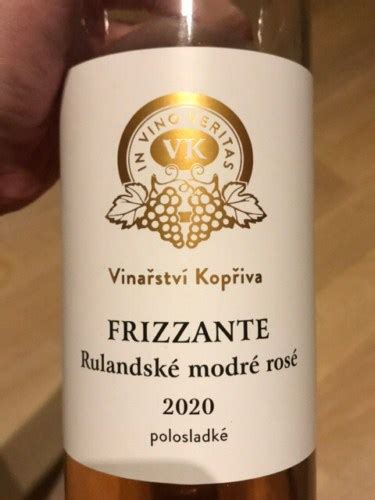 IN VINO VERITAS
VK
Vinařství Kopřiva
FRIZZANTE
Rulandské modré rosé
2020
polosladké